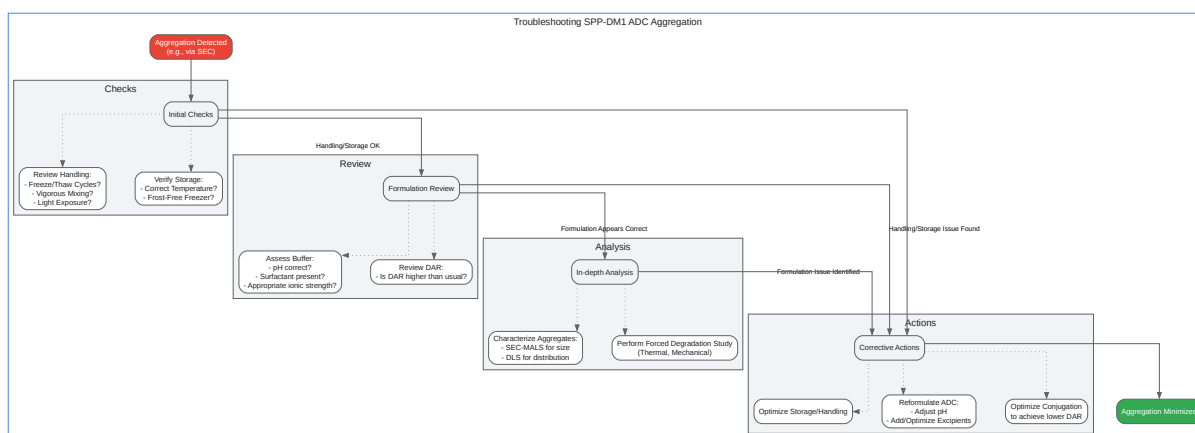 Troubleshooting SPP-DM1 ADC Aggregation
Aggregation Detected
(e.g., via SEC)
Checks
Initial Checks
Review Handling:
- Freeze/Thaw Cycles?
- Vigorous Mixing?
- Light Exposure?
Verify Storage:
- Correct Temperature?
- Frost-Free Freezer?
Handling/Storage OK
Review
Formulation Review
Assess Buffer:
- pH correct?
- Surfactant present?
- Appropriate ionic strength?
Review DAR:
- Is DAR higher than usual?
Formulation Appears Correct
Handling/Storage Issue Found
Analysis
In-depth Analysis
Formulation Issue Identified
Characterize Aggregates:
- SEC-MALS for size
- DLS for distribution
Perform Forced Degradation Study
(Thermal, Mechanical)
Actions
Corrective Actions
Optimize Storage/Handling
Reformulate ADC:
- Adjust pH
- Add/Optimize Excipients
Optimize Conjugation
to achieve lower DAR
Aggregation Minimized